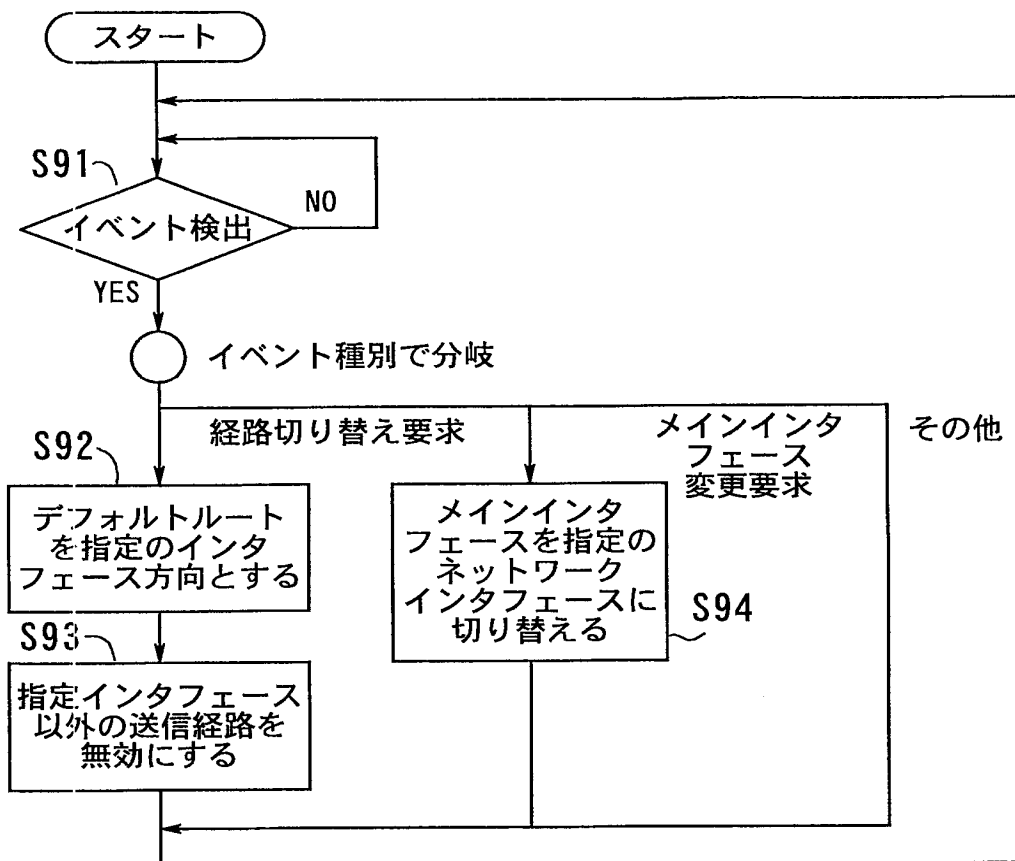 スタート
S91
イベント検出
NO
YES
イベント種別で分岐
経路切り替え要求
メインインタ
フェース
変更要求
その他
S92
デフォルトルート
を指定のインタ
フェース方向とする
メインインタ
フェースを指定の
ネットワーク
インタフェースに
切り替える
S94
S93
指定インタフェース
以外の送信経路を
無効にする